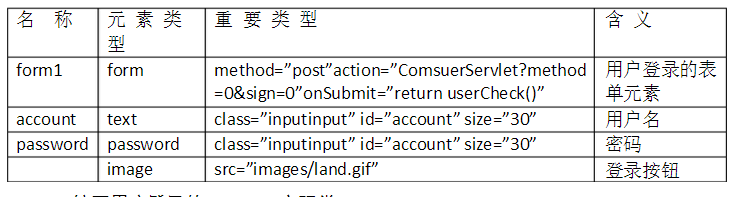 名 称 元 素 类 型 重 要 类 型 含 义
form1 form method=”post”action=”ComsuerServlet?method =0&sign=0”onSubmit=”return userCheck()” 用户登录的表单元素
account text class=”inputinput” id=”account” size=”30” 用户名
password password class=”inputinput” id=”account” size=”30” 密码
image src=”images/land.gif” 登录按钮